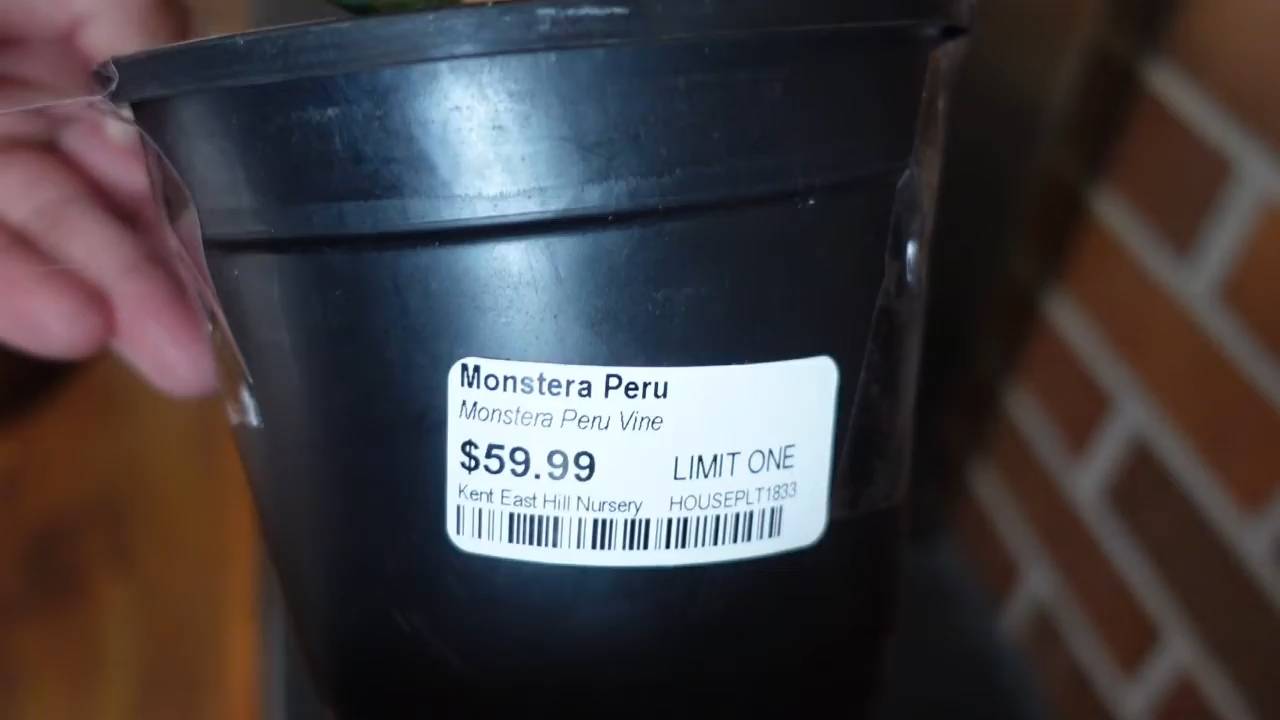 Monstera Peru
Monstera Peru Vine
$59.99 LIMIT ONE
Kent East Hill Nursery HOUSEPLT1833